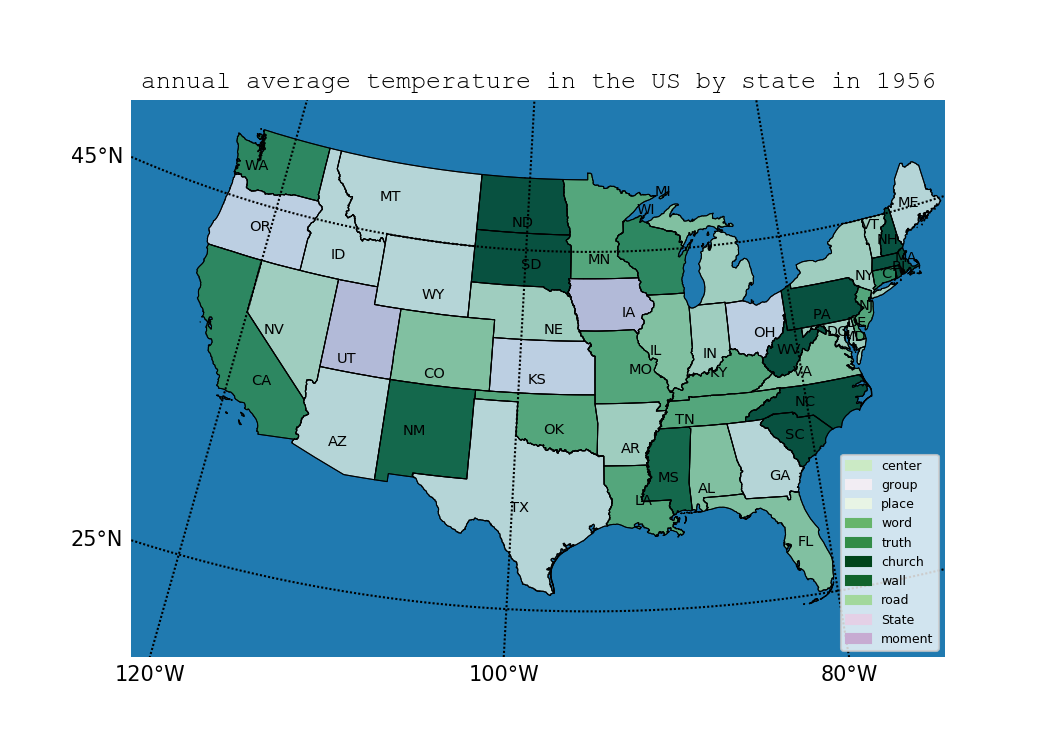 annual average temperature in the US by state in 1956
45°N
25°N
120°W
100°W
80°W
WA
OR
CA
NV
ID
MT
WY
UT
AZ
CO
NM
ND
SD
NE
KS
OK
TX
MN
IA
MO
AR
LA
WI
MI
IL
IN
OH
KY
TN
MS
AL
GA
FL
SC
NC
VA
WV
PA
NY
VT
NH
ME
MA
CT
NJ
DE
MD
DC
center
group
place
word
truth
church
wall
road
State
moment